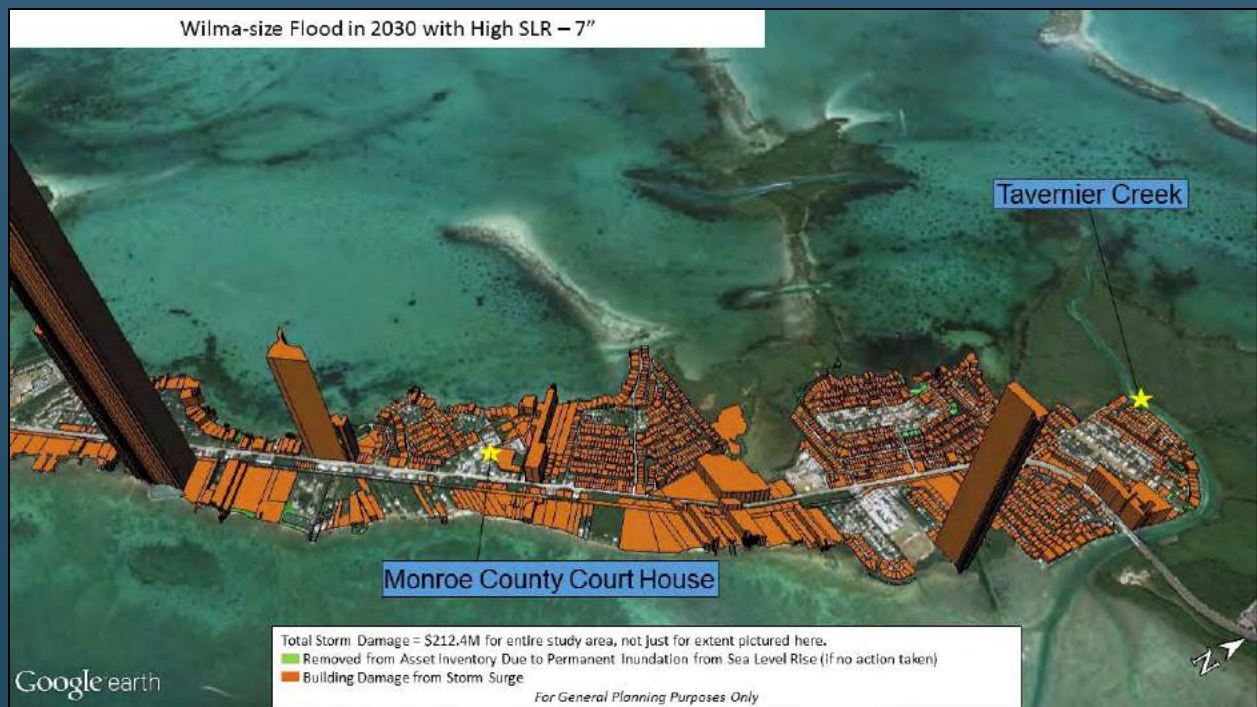 Wilma-size Flood in 2030 with High SLR – 7”
Tavernier Creek
Monroe County Court House
Total Storm Damage = $212.4M for entire study area, not just for extent pictured here.
Removed from Asset Inventory Due to Permanent Inundation from Sea Level Rise (if no action taken)
Building Damage from Storm Surge
For General Planning Purposes Only
Google earth
N